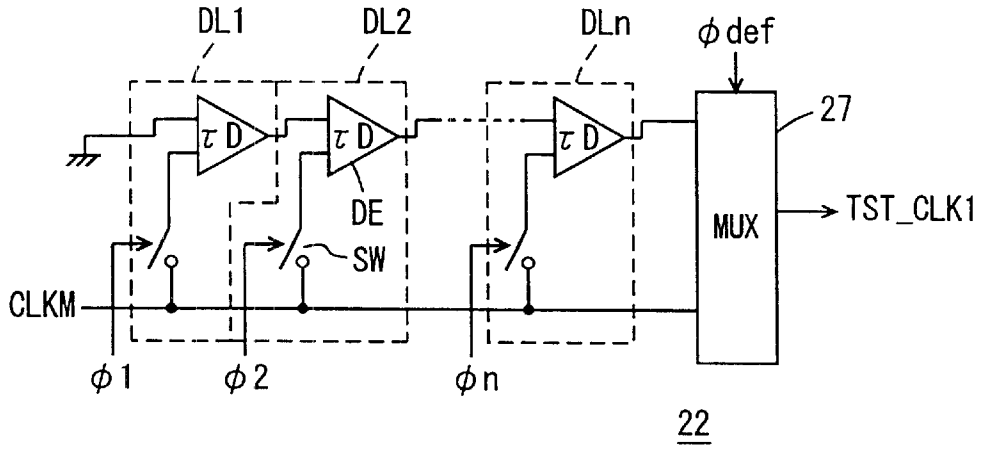 DL1
DL2
DLn
φdef
27
τD
τD
τD
DE
MUX
TST_CLK1
SW
CLKM
φ1
φ2
φn
22